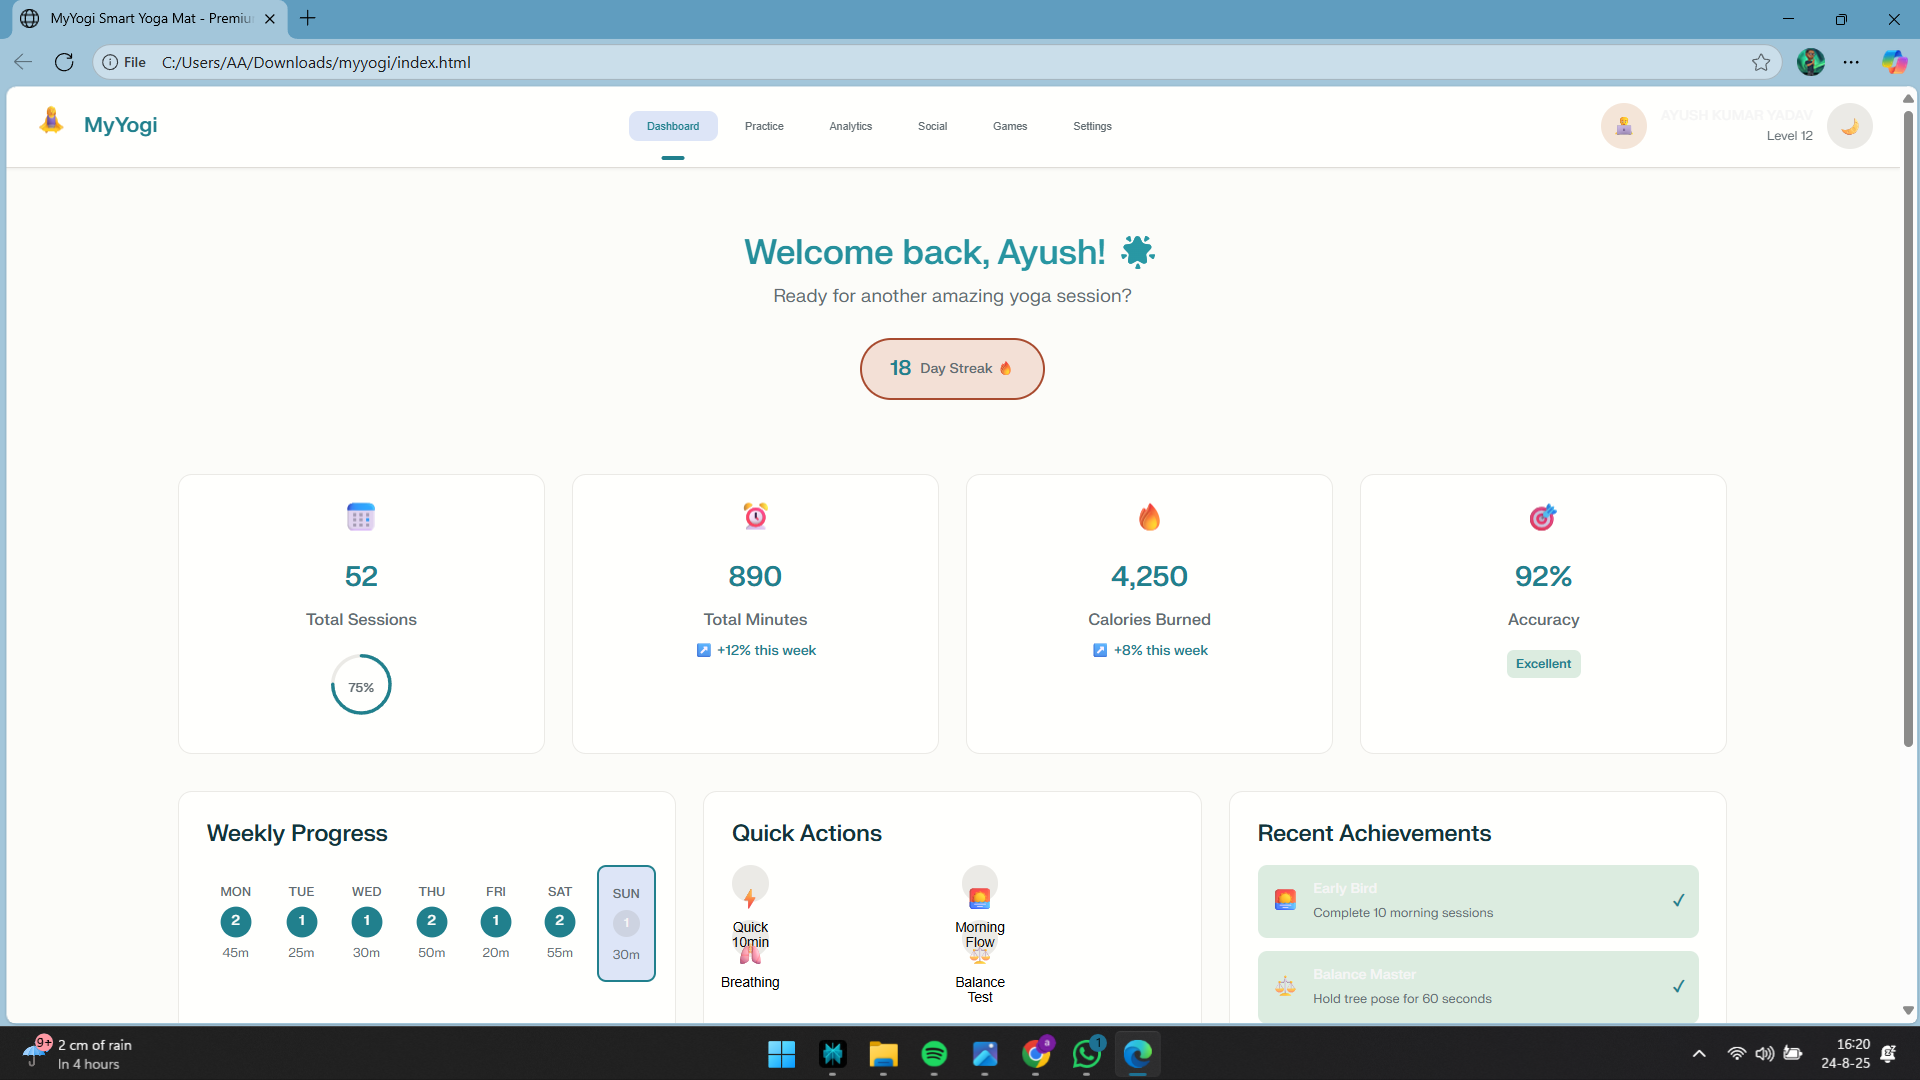 MyYogi Smart Yoga Mat - Premiu
File C:/Users/AA/Downloads/myyogi/index.html
MyYogi
Dashboard
Practice
Analytics
Social
Games
Settings
AYUSH KUMAR YADAV
Level 12
Welcome back, Ayush!
Ready for another amazing yoga session?
18 Day Streak
52
Total Sessions
75%
890
Total Minutes
+12% this week
4,250
Calories Burned
+8% this week
92%
Accuracy
Excellent
Weekly Progress
MON TUE WED THU FRI SAT SUN
2 1 1 2 1 2 1
45m 25m 30m 50m 20m 55m 30m
Quick Actions
Quick
10min
Morning
Flow
Breathing
Balance
Test
Recent Achievements
Early Bird
Complete 10 morning sessions
✓
Balance Master
Hold tree pose for 60 seconds
✓
9+
2 cm of rain
In 4 hours
a
1
16:20
24-8-25